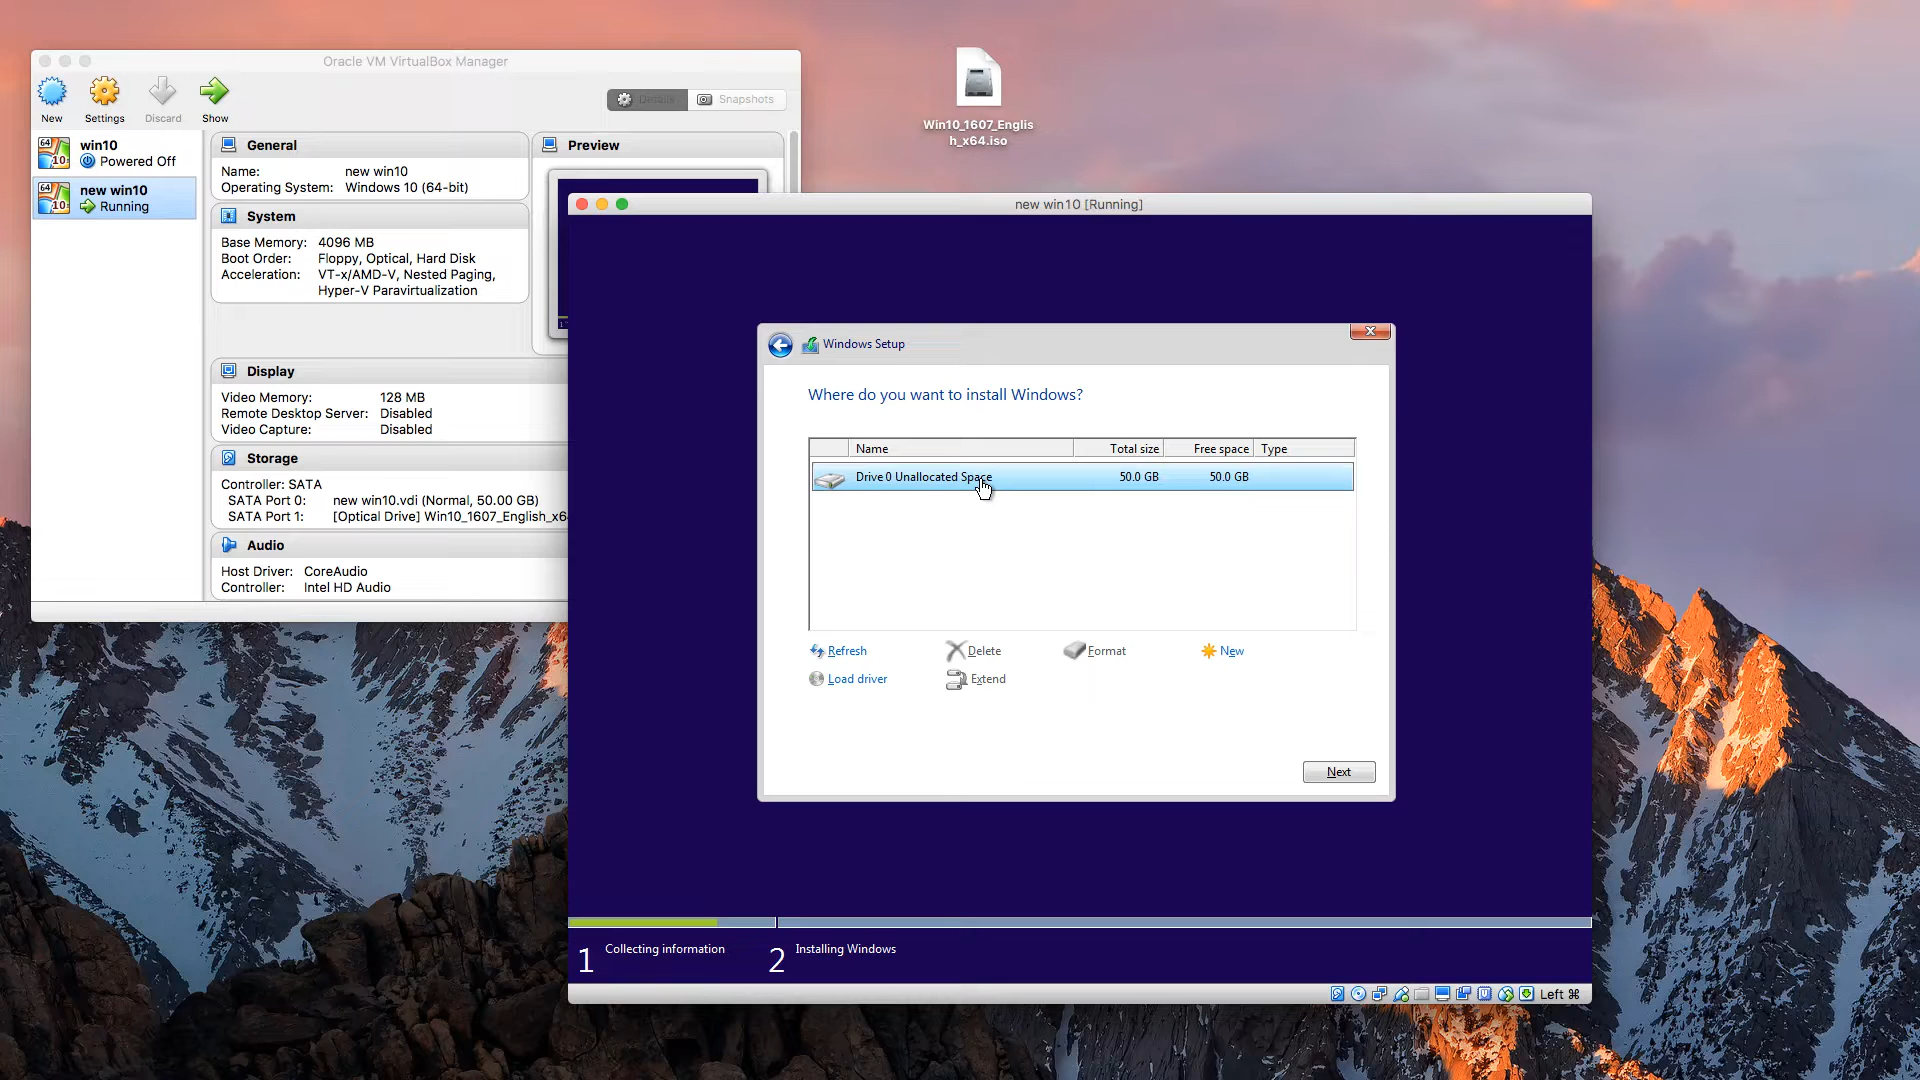 Oracle VM VirtualBox Manager
New
Settings
Discard
Show
Details
Snapshots
win10
Powered Off
new win10
Running
General
Name: new win10
Operating System: Windows 10 (64-bit)
System
Base Memory: 4096 MB
Boot Order: Floppy, Optical, Hard Disk
Acceleration: VT-x/AMD-V, Nested Paging,
Hyper-V Paravirtualization
Preview
Display
Video Memory: 128 MB
Remote Desktop Server: Disabled
Video Capture: Disabled
Storage
Controller: SATA
SATA Port 0: new win10.vdi (Normal, 50.00 GB)
SATA Port 1: [Optical Drive] Win10_1607_English_x6
Audio
Host Driver: CoreAudio
Controller: Intel HD Audio
Win10_1607_Englis
h_x64.iso
new win10 [Running]
Windows Setup
Where do you want to install Windows?
Name Total size Free space Type
Drive 0 Unallocated Space 50.0 GB 50.0 GB
Refresh Delete Format New
Load driver Extend
Next
1 Collecting information 2 Installing Windows
Left ⌘